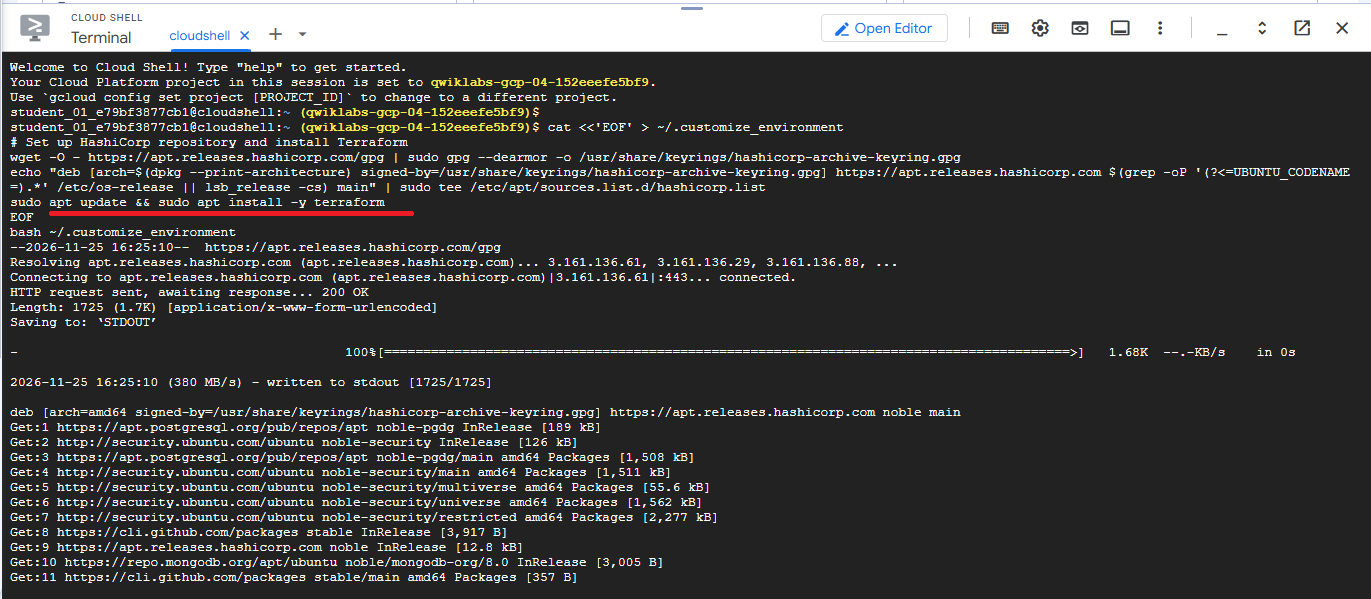 CLOUD SHELL
Terminal
cloudshell
Open Editor
Welcome to Cloud Shell! Type "help" to get started.
Your Cloud Platform project in this session is set to qwiklabs-gcp-04-152eeefe5bf9.
Use `gcloud config set project [PROJECT_ID]` to change to a different project.
student_01_e79bf3877cb1@cloudshell:~ (qwiklabs-gcp-04-152eeefe5bf9)$
student_01_e79bf3877cb1@cloudshell:~ (qwiklabs-gcp-04-152eeefe5bf9)$ cat <<'EOF' > ~/.customize_environment
# Set up HashiCorp repository and install Terraform
wget -O - https://apt.releases.hashicorp.com/gpg | sudo gpg --dearmor -o /usr/share/keyrings/hashicorp-archive-keyring.gpg
echo "deb [arch=$(dpkg --print-architecture) signed-by=/usr/share/keyrings/hashicorp-archive-keyring.gpg] https://apt.releases.hashicorp.com $(grep -oP '(?<=UBUNTU_CODENAME
=).*' /etc/os-release || lsb_release -cs) main" | sudo tee /etc/apt/sources.list.d/hashicorp.list
sudo apt update && sudo apt install -y terraform
EOF
bash ~/.customize_environment
--2026-11-25 16:25:10--  https://apt.releases.hashicorp.com/gpg
Resolving apt.releases.hashicorp.com (apt.releases.hashicorp.com)... 3.161.136.61, 3.161.136.29, 3.161.136.88, ...
Connecting to apt.releases.hashicorp.com (apt.releases.hashicorp.com)|3.161.136.61|:443... connected.
HTTP request sent, awaiting response... 200 OK
Length: 1725 (1.7K) [application/x-www-form-urlencoded]
Saving to: ‘STDOUT’
-                                          100%[========================================================================================>]   1.68K  --.-KB/s    in 0s
2026-11-25 16:25:10 (380 MB/s) - written to stdout [1725/1725]
deb [arch=amd64 signed-by=/usr/share/keyrings/hashicorp-archive-keyring.gpg] https://apt.releases.hashicorp.com noble main
Get:1 https://apt.postgresql.org/pub/repos/apt noble-pgdg InRelease [189 kB]
Get:2 http://security.ubuntu.com/ubuntu noble-security InRelease [126 kB]
Get:3 https://apt.postgresql.org/pub/repos/apt noble-pgdg/main amd64 Packages [1,508 kB]
Get:4 http://security.ubuntu.com/ubuntu noble-security/main amd64 Packages [1,511 kB]
Get:5 http://security.ubuntu.com/ubuntu noble-security/multiverse amd64 Packages [55.6 kB]
Get:6 http://security.ubuntu.com/ubuntu noble-security/universe amd64 Packages [1,562 kB]
Get:7 http://security.ubuntu.com/ubuntu noble-security/restricted amd64 Packages [2,277 kB]
Get:8 https://cli.github.com/packages stable InRelease [3,917 B]
Get:9 https://apt.releases.hashicorp.com noble InRelease [12.8 kB]
Get:10 https://repo.mongodb.org/apt/ubuntu noble/mongodb-org/8.0 InRelease [3,005 B]
Get:11 https://cli.github.com/packages stable/main amd64 Packages [357 B]